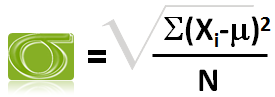 σ = √
Σ(Xi-μ)²
N